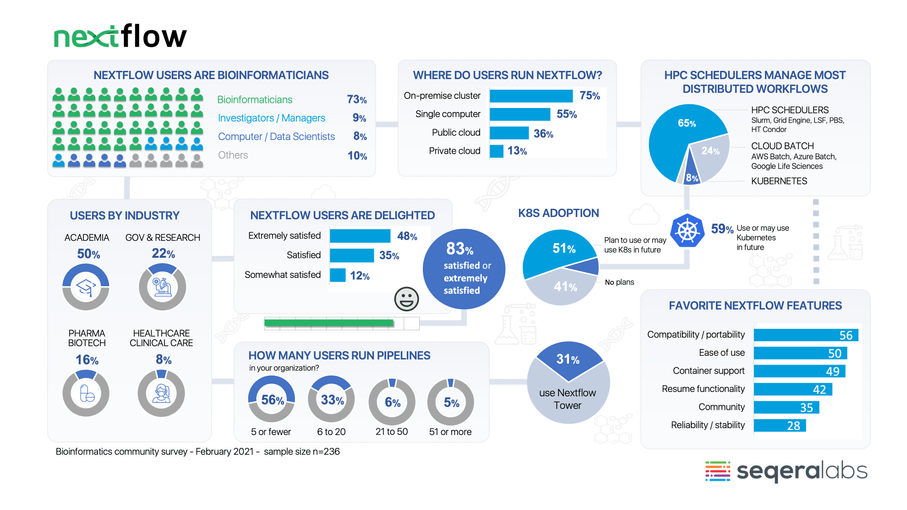 nextflow
NEXTFLOW USERS ARE BIOINFORMATICIANS
Bioinformaticians 73%
Investigators / Managers 9%
Computer / Data Scientists 8%
Others 10%
WHERE DO USERS RUN NEXTFLOW?
On-premise cluster 75%
Single computer 55%
Public cloud 36%
Private cloud 13%
HPC SCHEDULERS MANAGE MOST
DISTRIBUTED WORKFLOWS
65%
24%
8%
HPC SCHEDULERS
Slurm, Grid Engine, LSF, PBS,
HT Condor
CLOUD BATCH
AWS Batch, Azure Batch,
Google Life Sciences
KUBERNETES
USERS BY INDUSTRY
ACADEMIA
50%
GOV & RESEARCH
22%
PHARMA
BIOTECH
16%
HEALTHCARE
CLINICAL CARE
8%
NEXTFLOW USERS ARE DELIGHTED
Extremely satisfied 48%
Satisfied 35%
Somewhat satisfied 12%
83%
satisfied or
extremely
satisfied
K8S ADOPTION
51%
41%
Plan to use or may
use K8s in future
No plans
59% Use or may use
Kubernetes
in future
HOW MANY USERS RUN PIPELINES
in your organization?
56%
33%
6%
5%
5 or fewer
6 to 20
21 to 50
51 or more
31%
use Nextflow
Tower
FAVORITE NEXTFLOW FEATURES
Compatibility / portability 56
Ease of use 50
Container support 49
Resume functionality 42
Community 35
Reliability / stability 28
Bioinformatics community survey - February 2021 - sample size n=236
seqeralabs